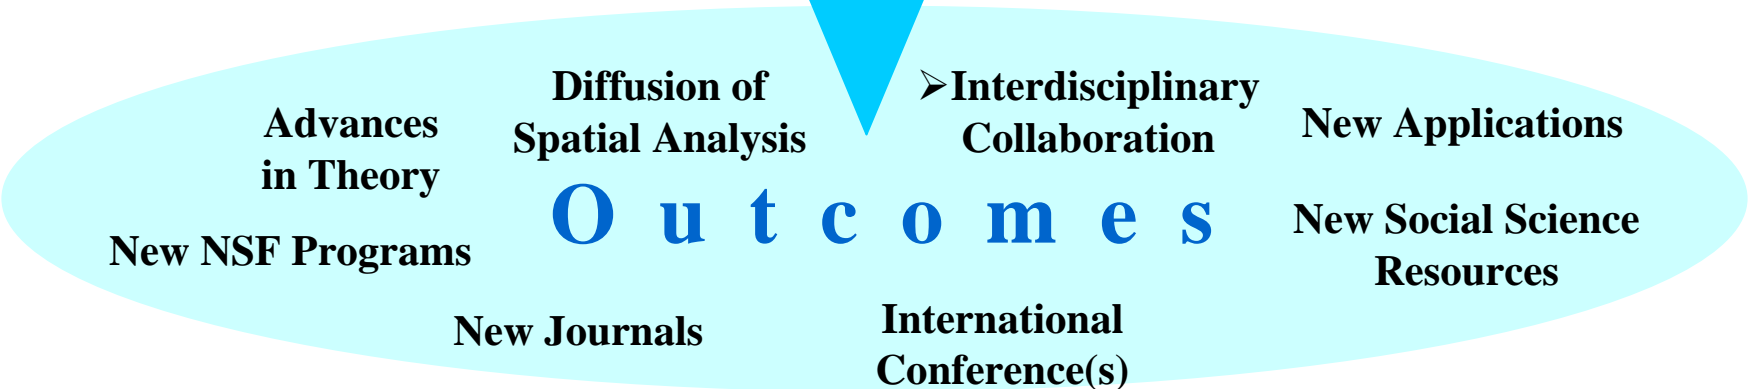 Diffusion of
Spatial Analysis
➢Interdisciplinary
Collaboration
Advances
in Theory
New Applications
Outcomes
New NSF Programs
New Social Science
Resources
New Journals
International
Conference(s)